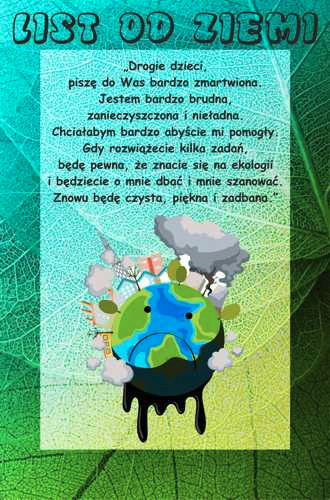 LIST OD ZIEMI
„Drogie dzieci,
piszę do Was bardzo zmartwiona.
Jestem bardzo brudna,
zanieczyszczona i nieładna.
Chciałabym bardzo abyście mi pomogły.
Gdy rozwiążecie kilka zadań,
będę pewna, że znacie się na ekologii
i będziecie o mnie dbać i mnie szanować.
Znowu będę czysta, piękna i zadbana.”